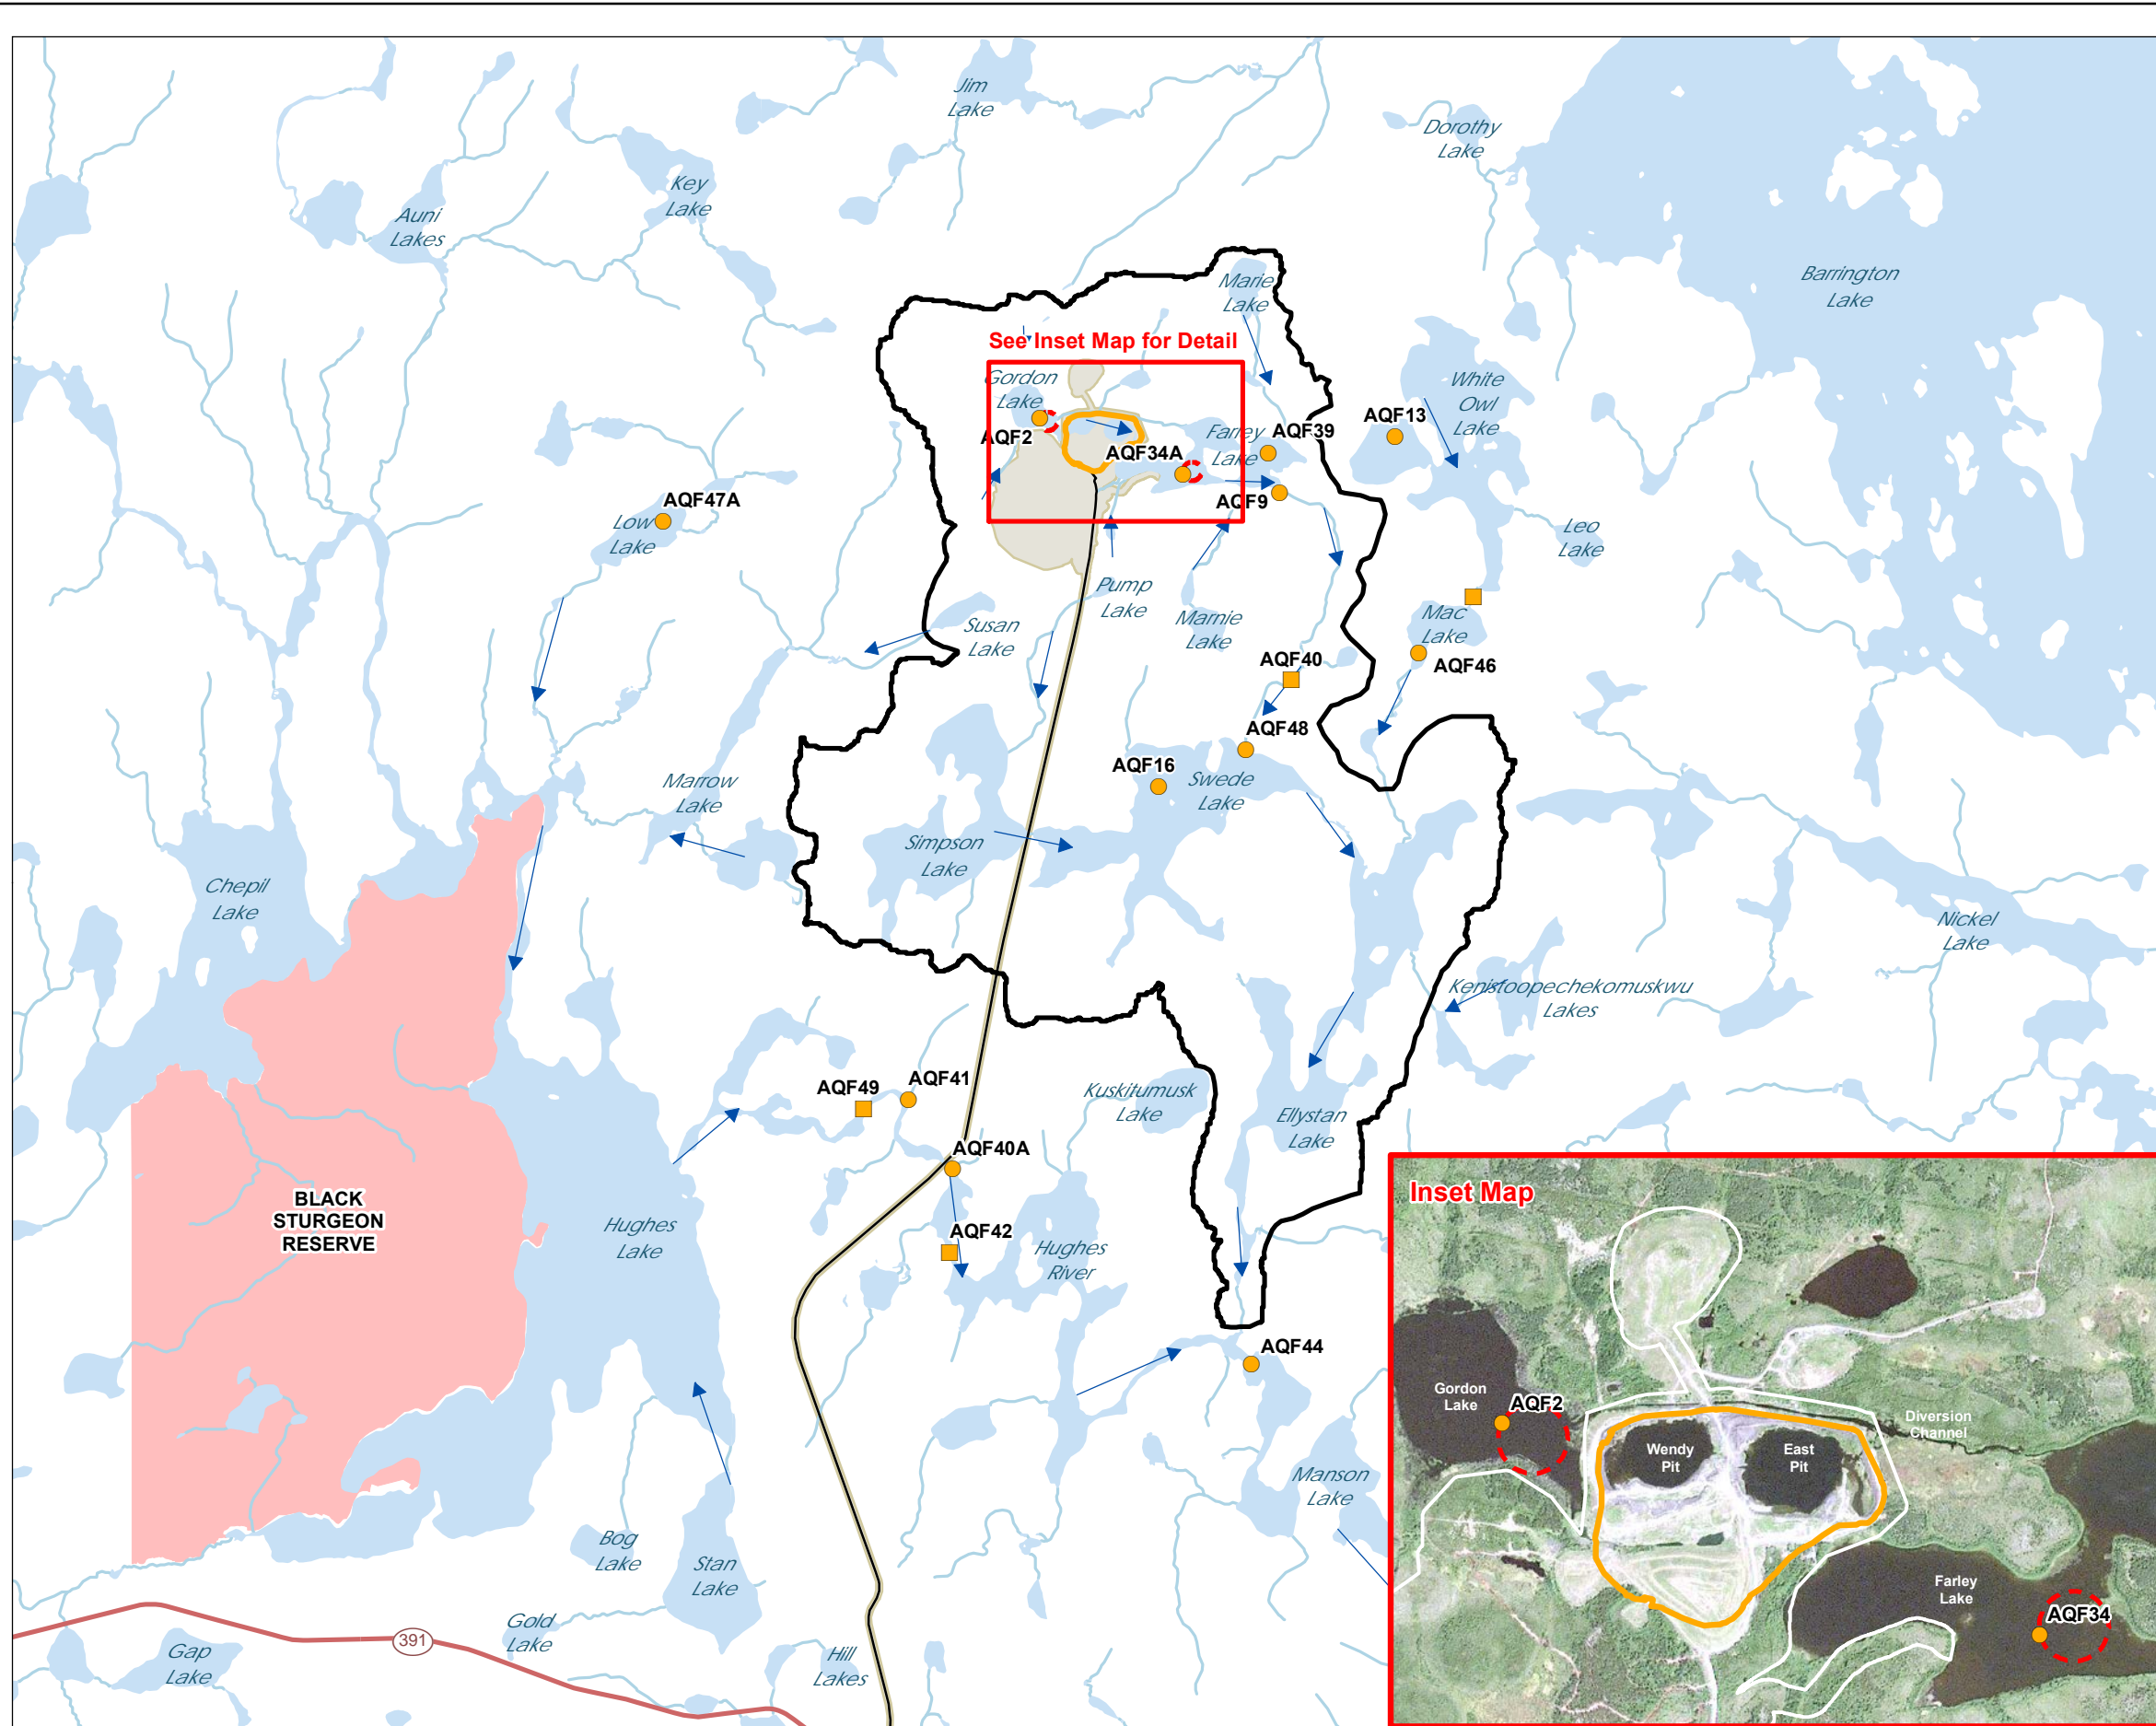 Jim
Lake
Dorothy
Lake
Key
Lake
Auni
Lakes
Barrington
Lake
Marie
Lake
See Inset Map for Detail
Gordon
Lake
White
Owl
Lake
AQF13
AQF2
Farley
Lake
AQF39
AQF34A
AQF47A
AQF9
Low
Lake
Leo
Lake
Pump
Lake
Marnie
Lake
Susan
Lake
Mac
Lake
AQF40
AQF46
AQF48
AQF16
Swede
Lake
Marrow
Lake
Simpson
Lake
Chepil
Lake
Nickel
Lake
Kenistoopechekomuskwu
Lakes
AQF49
AQF41
Kuskitumusk
Lake
Ellystan
Lake
AQF40A
BLACK
STURGEON
RESERVE
Hughes
Lake
AQF42
Hughes
River
AQF44
Manson
Lake
Bog
Lake
Stan
Lake
Gold
Lake
391
Gap
Lake
Hill
Lakes
Inset Map
Gordon
Lake
AQF2
Diversion
Channel
Wendy
Pit
East
Pit
Farley
Lake
AQF34